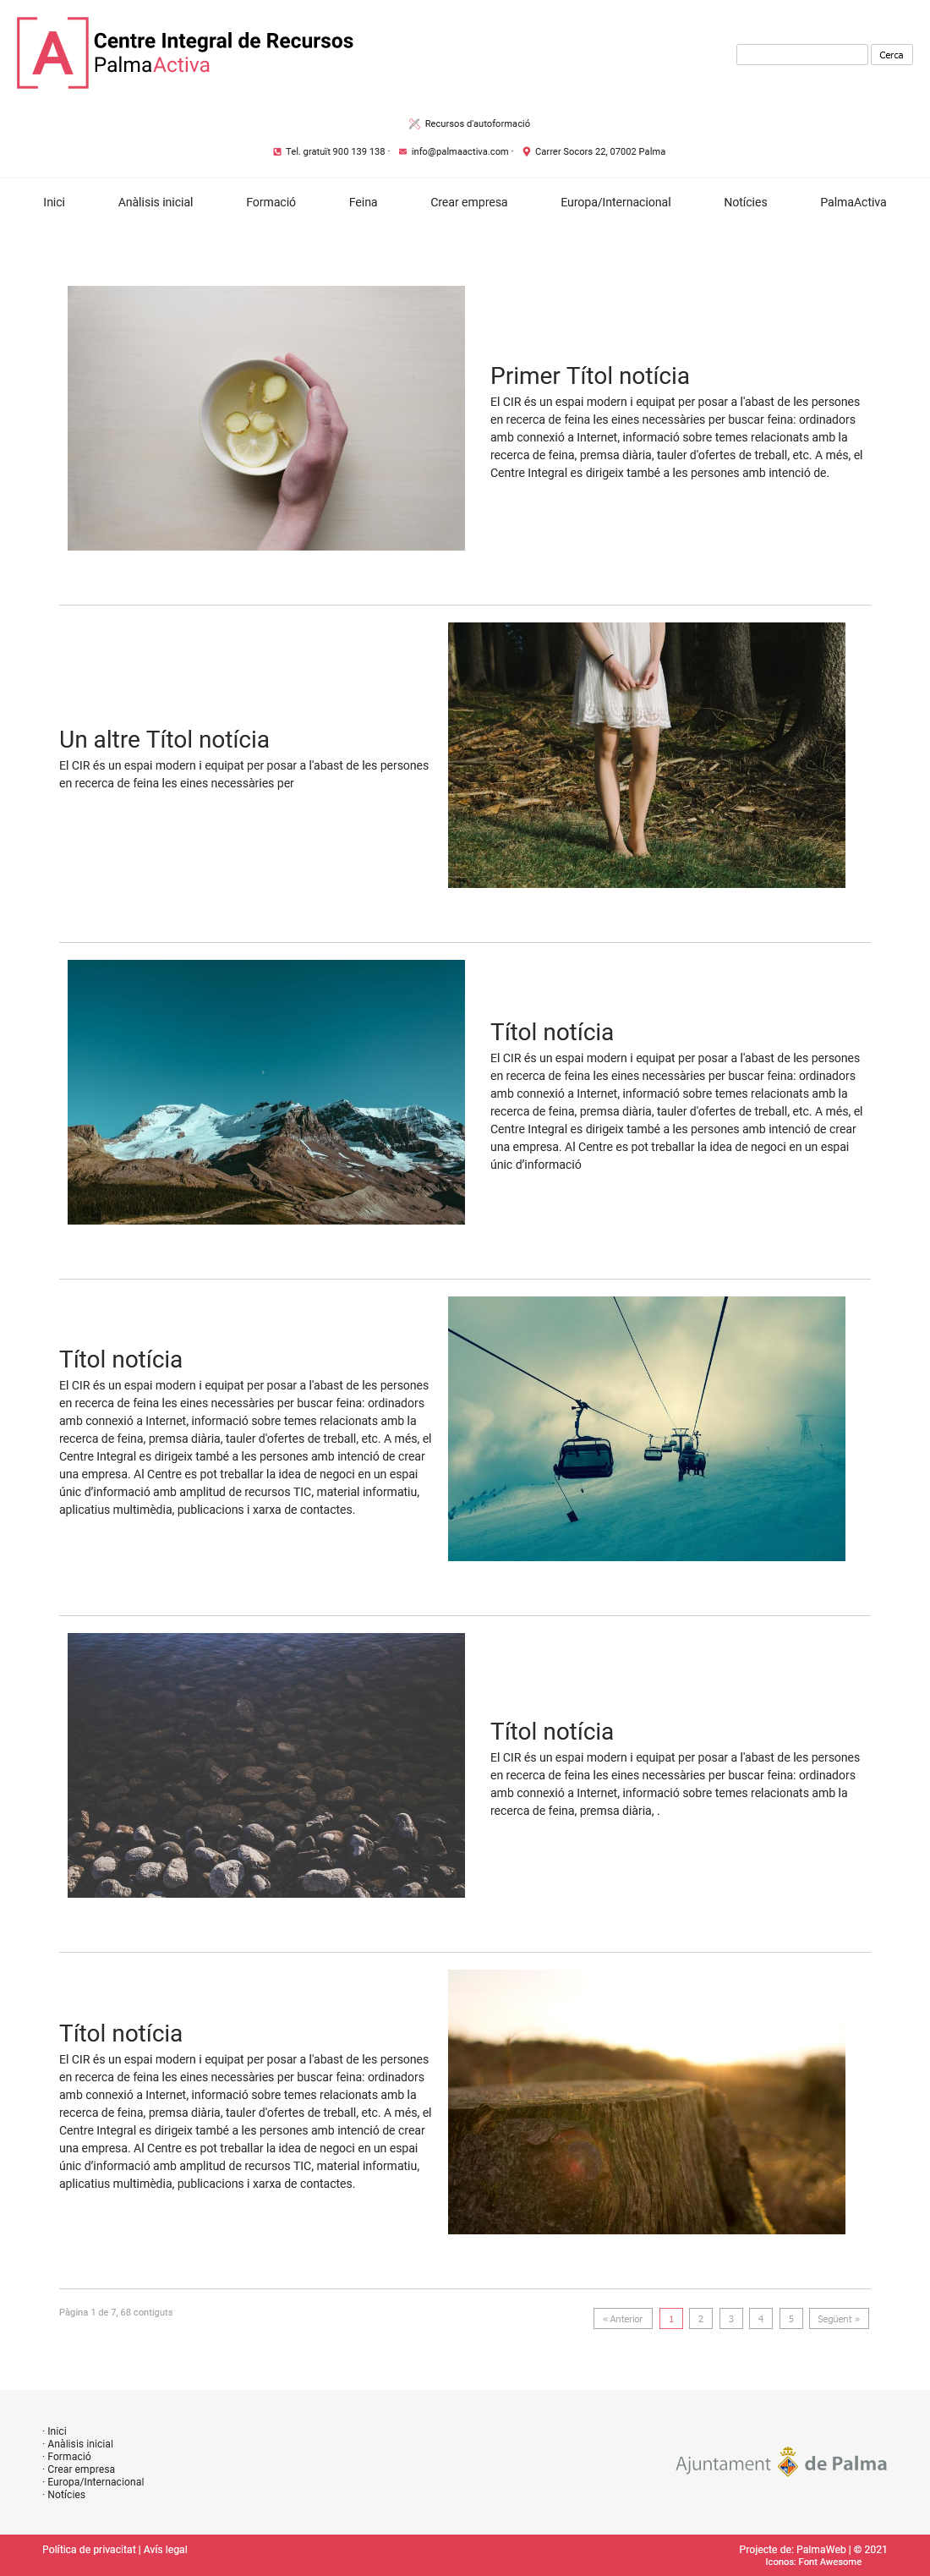 A
Centre Integral de Recursos
PalmaActiva
Cerca
Recursos d'autoformació
Tel. gratuït 900 139 138 ·
info@palmaactiva.com ·
Carrer Socors 22, 07002 Palma
Inici
Anàlisis inicial
Formació
Feina
Crear empresa
Europa/Internacional
Notícies
PalmaActiva
Primer Títol notícia
El CIR és un espai modern i equipat per posar a l'abast de les persones
en recerca de feina les eines necessàries per buscar feina: ordinadors
amb connexió a Internet, informació sobre temes relacionats amb la
recerca de feina, premsa diària, tauler d'ofertes de treball, etc. A més, el
Centre Integral es dirigeix també a les persones amb intenció de.
Un altre Títol notícia
El CIR és un espai modern i equipat per posar a l'abast de les persones
en recerca de feina les eines necessàries per
Títol notícia
El CIR és un espai modern i equipat per posar a l'abast de les persones
en recerca de feina les eines necessàries per buscar feina: ordinadors
amb connexió a Internet, informació sobre temes relacionats amb la
recerca de feina, premsa diària, tauler d'ofertes de treball, etc. A més, el
Centre Integral es dirigeix també a les persones amb intenció de crear
una empresa. Al Centre es pot treballar la idea de negoci en un espai
únic d'informació
Títol notícia
El CIR és un espai modern i equipat per posar a l'abast de les persones
en recerca de feina les eines necessàries per buscar feina: ordinadors
amb connexió a Internet, informació sobre temes relacionats amb la
recerca de feina, premsa diària, tauler d'ofertes de treball, etc. A més, el
Centre Integral es dirigeix també a les persones amb intenció de crear
una empresa. Al Centre es pot treballar la idea de negoci en un espai
únic d'informació amb amplitud de recursos TIC, material informatiu,
aplicatius multimèdia, publicacions i xarxa de contactes.
Títol notícia
El CIR és un espai modern i equipat per posar a l'abast de les persones
en recerca de feina les eines necessàries per buscar feina: ordinadors
amb connexió a Internet, informació sobre temes relacionats amb la
recerca de feina, premsa diària, .
Títol notícia
El CIR és un espai modern i equipat per posar a l'abast de les persones
en recerca de feina les eines necessàries per buscar feina: ordinadors
amb connexió a Internet, informació sobre temes relacionats amb la
recerca de feina, premsa diària, tauler d'ofertes de treball, etc. A més, el
Centre Integral es dirigeix també a les persones amb intenció de crear
una empresa. Al Centre es pot treballar la idea de negoci en un espai
únic d'informació amb amplitud de recursos TIC, material informatiu,
aplicatius multimèdia, publicacions i xarxa de contactes.
Pàgina 1 de 7, 68 contiguts
« Anterior 1 2 3 4 5 Següent »
· Inici
· Anàlisis inicial
· Formació
· Crear empresa
· Europa/Internacional
· Notícies
Ajuntament de Palma
Política de privacitat | Avís legal
Projecte de: PalmaWeb | © 2021
Iconos: Font Awesome